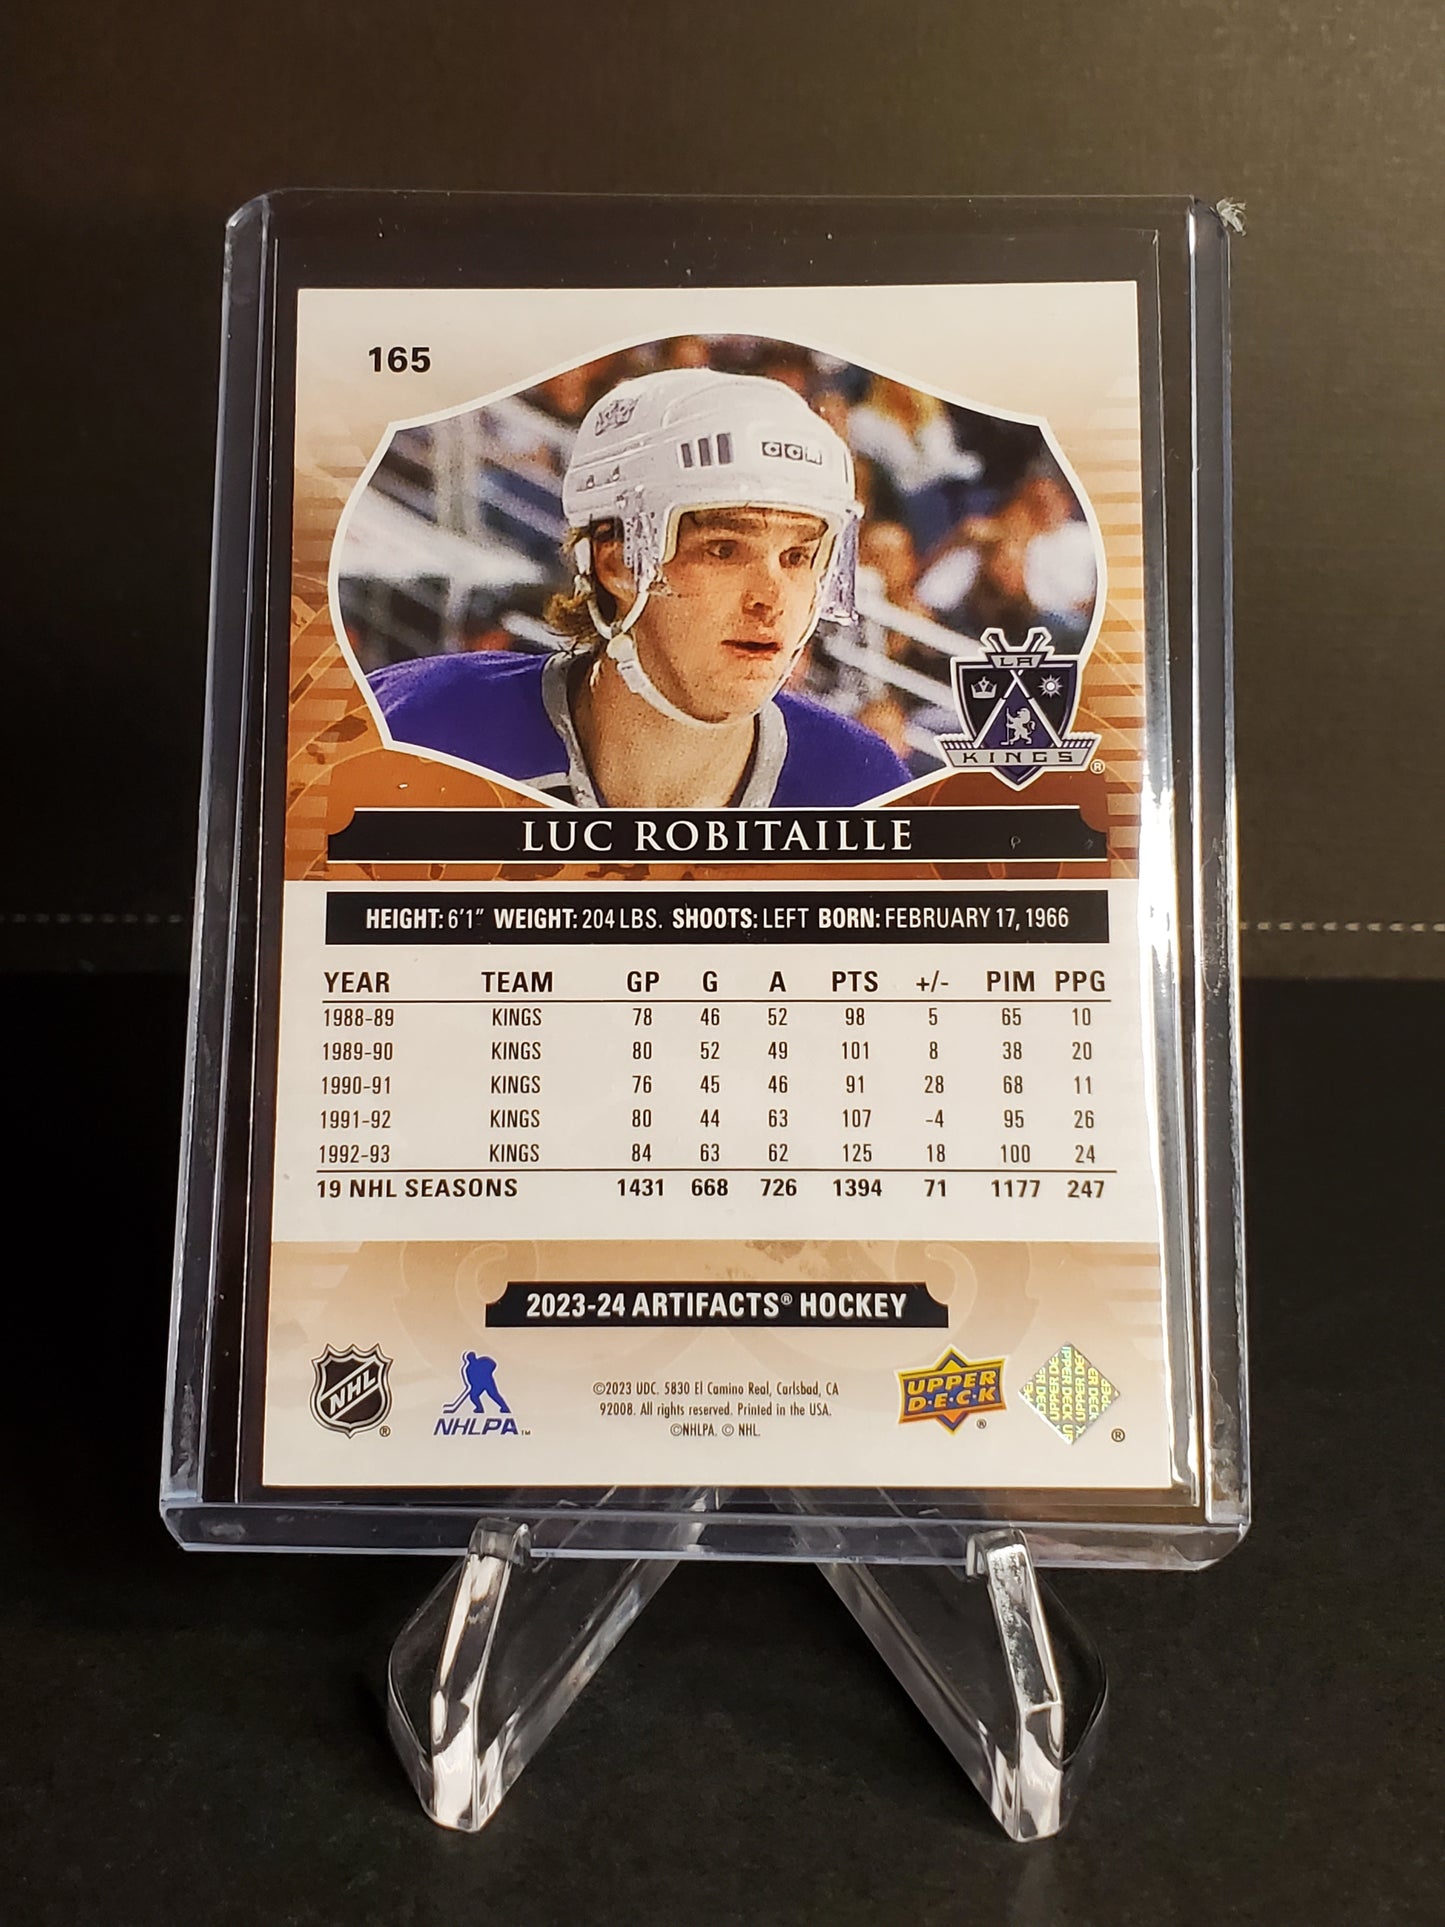 165
CCM
LA
KINGS ®
LUC ROBITAILLE
HEIGHT: 6'1" WEIGHT: 204 LBS. SHOOTS: LEFT BORN: FEBRUARY 17, 1966
YEAR TEAM GP G A PTS +/- PIM PPG
1988-89 KINGS 78 46 52 98 5 65 10
1989-90 KINGS 80 52 49 101 8 38 20
1990-91 KINGS 76 45 46 91 28 68 11
1991-92 KINGS 80 44 63 107 -4 95 26
1992-93 KINGS 84 63 62 125 18 100 24
19 NHL SEASONS 1431 668 726 1394 71 1177 247
2023-24 ARTIFACTS® HOCKEY
NHL ®
NHLPA™
©2023 UDC. 5830 El Camino Real, Carlsbad, CA
92008. All rights reserved. Printed in the USA.
©NHLPA. © NHL.
UPPER
D·E·C·K ®
UPPER DECK
®